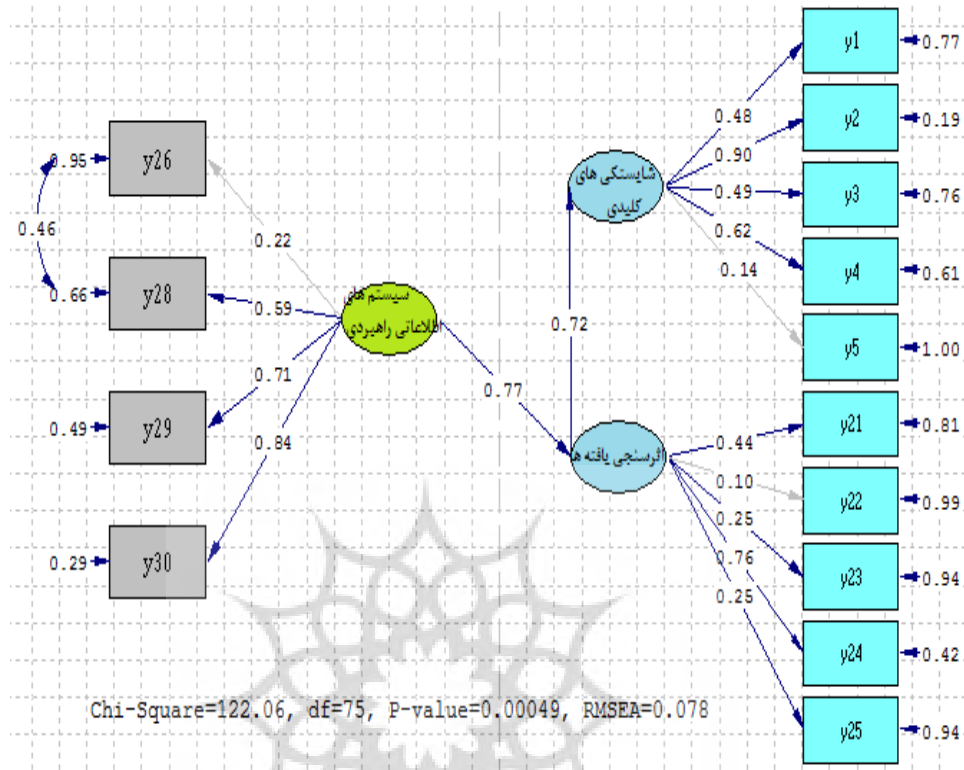 y1
0.77
0.48
y2
0.19
0.90
y3
0.76
0.49
y4
0.61
0.62
y5
1.00
0.14
شایستگی های
کلیدی
y26
0.95
0.22
0.46
y28
0.66
0.59
سیستم های
اطلاعاتی راهبردی
y29
0.49
0.71
y30
0.29
0.84
0.77
0.72
اثرسنجی یافته ها
y21
0.81
0.44
y22
0.99
0.10
y23
0.94
0.25
y24
0.42
0.76
y25
0.94
0.25
Chi-Square=122.06, df=75, P-value=0.00049, RMSEA=0.078